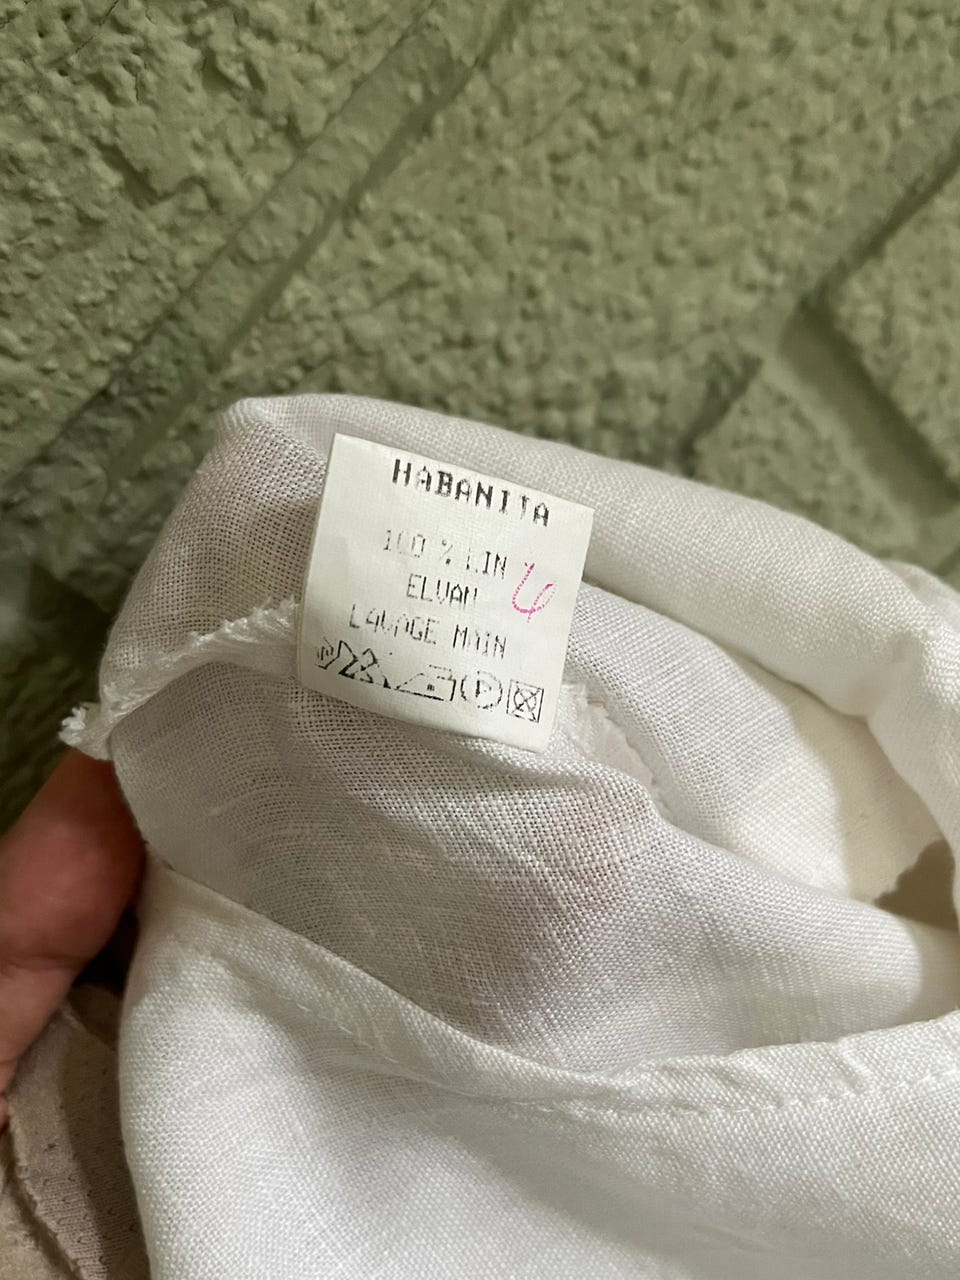 HABANITA
100 % LIN
ELVAN
LAVAGE MAIN
P